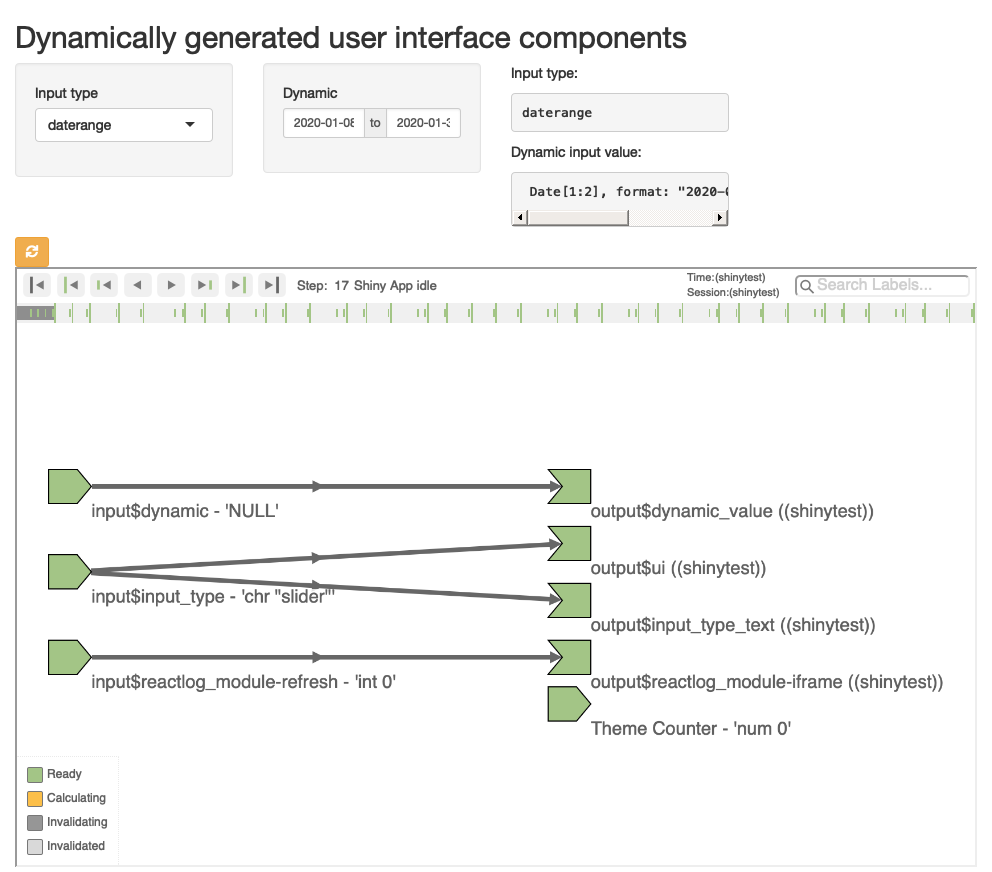 Dynamically generated user interface components
Input type
daterange
Dynamic
2020-01-08 to 2020-01-3
Input type:
daterange
Dynamic input value:
Date[1:2], format: "2020-0
Step: 17 Shiny App idle
Time:(shinytest)
Session:(shinytest)
Search Labels...
input$dynamic - 'NULL'
output$dynamic_value ((shinytest))
output$ui ((shinytest))
input$input_type - 'chr "slider"'
output$input_type_text ((shinytest))
input$reactlog_module-refresh - 'int 0'
output$reactlog_module-iframe ((shinytest))
Theme Counter - 'num 0'
Ready
Calculating
Invalidating
Invalidated